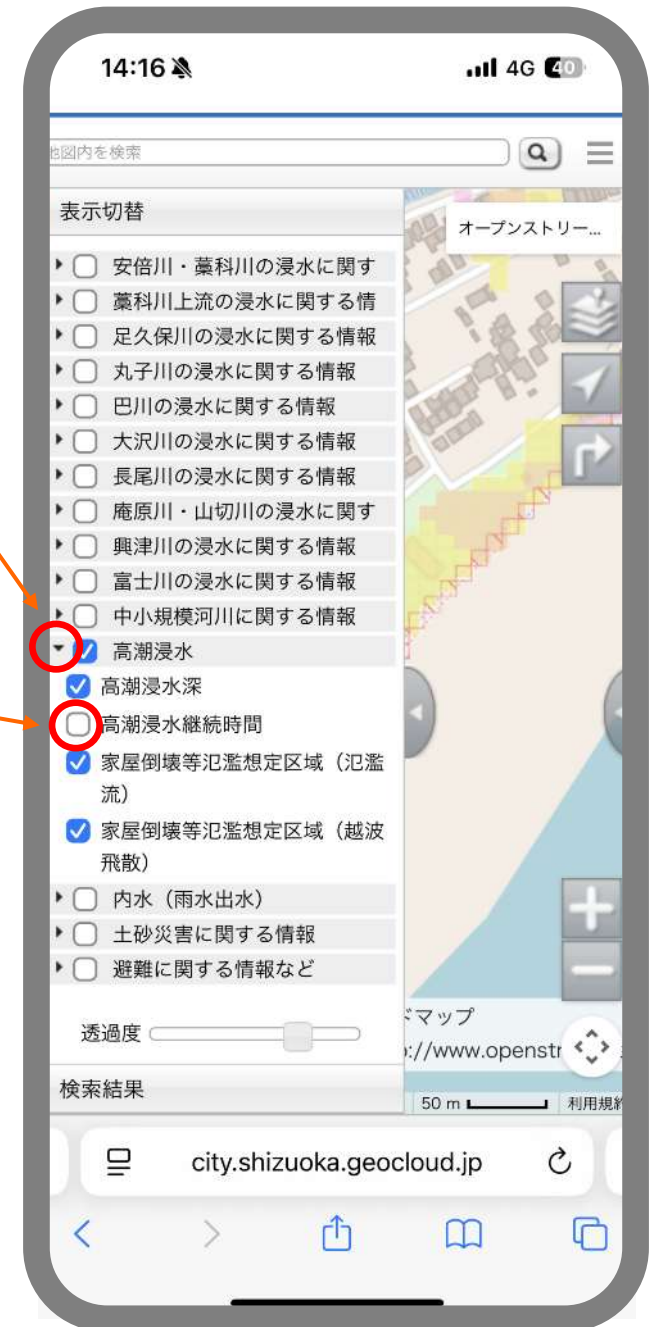 14:16
4G 40
地図内を検索
表示切替
オープンストリー...
安倍川・藁科川の浸水に関す
藁科川上流の浸水に関する情
足久保川の浸水に関する情報
丸子川の浸水に関する情報
巴川の浸水に関する情報
大沢川の浸水に関する情報
長尾川の浸水に関する情報
庵原川・山切川の浸水に関す
興津川の浸水に関する情報
富士川の浸水に関する情報
中小規模河川に関する情報
高潮浸水
高潮浸水深
高潮浸水継続時間
家屋倒壊等氾濫想定区域（氾濫
流）
家屋倒壊等氾濫想定区域（越波
飛散）
内水（雨水出水）
土砂災害に関する情報
避難に関する情報など
ドマップ
透過度
://www.openstr
検索結果
50 m
利用規約
city.shizuoka.geocloud.jp